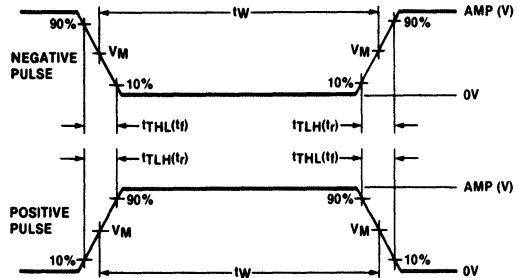 tW
AMP (V)
90%
90%
NEGATIVE
PULSE
VM
VM
10%
10%
0V
tTHL(tf)
tTLH(tr)
tTLH(tr)
tTHL(tf)
AMP (V)
90%
90%
POSITIVE
PULSE
VM
VM
10%
10%
0V
tW